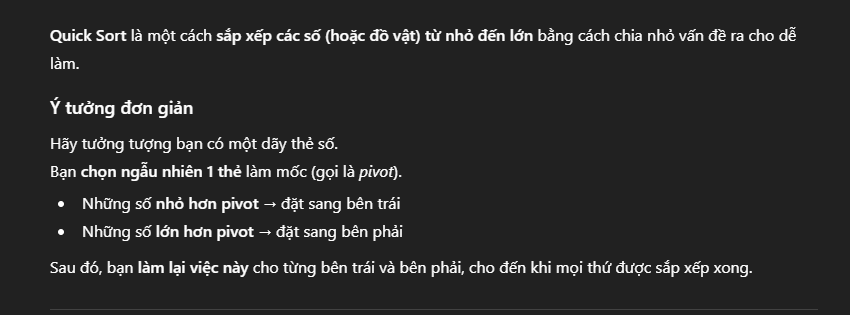 Quick Sort là một cách sắp xếp các số (hoặc đồ vật) từ nhỏ đến lớn bằng cách chia nhỏ vấn đề ra cho dễ
làm.
Ý tưởng đơn giản
Hãy tưởng tượng bạn có một dãy thẻ số.
Bạn chọn ngẫu nhiên 1 thẻ làm mốc (gọi là pivot).
• Những số nhỏ hơn pivot → đặt sang bên trái
• Những số lớn hơn pivot → đặt sang bên phải
Sau đó, bạn làm lại việc này cho từng bên trái và bên phải, cho đến khi mọi thứ được sắp xếp xong.